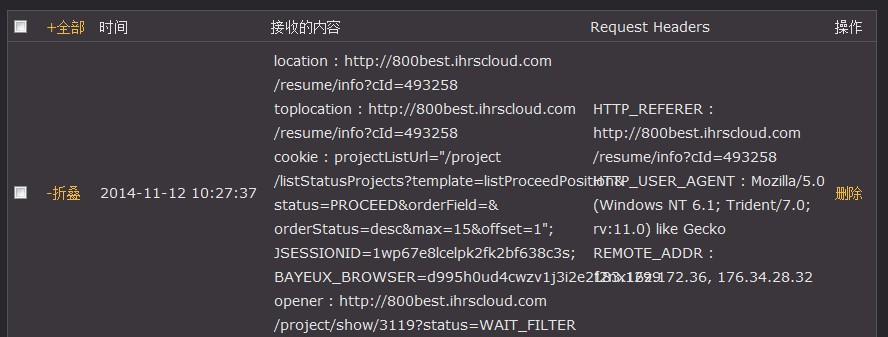 +全部 时间 接收的内容 Request Headers 操作
location : http://800best.ihrscloud.com
/resume/info?cId=493258
toplocation : http://800best.ihrscloud.com
/resume/info?cId=493258
cookie : projectListUrl="/project
/listStatusProjects?template=listProceedPosition&
status=PROCEED&orderField=&
orderStatus=desc&max=15&offset=1";
JSESSIONID=1wp67e8lcelpk2fk2bf638c3s;
BAYEUX_BROWSER=d995h0ud4cwzv1j3i2e2
opener : http://800best.ihrscloud.com
/project/show/3119?status=WAIT_FILTER
-折叠 2014-11-12 10:27:37
HTTP_REFERER :
http://800best.ihrscloud.com
/resume/info?cId=493258
HTTP_USER_AGENT : Mozilla/5.0
(Windows NT 6.1; Trident/7.0;
rv:11.0) like Gecko
REMOTE_ADDR :
172.36, 176.34.28.32
删除